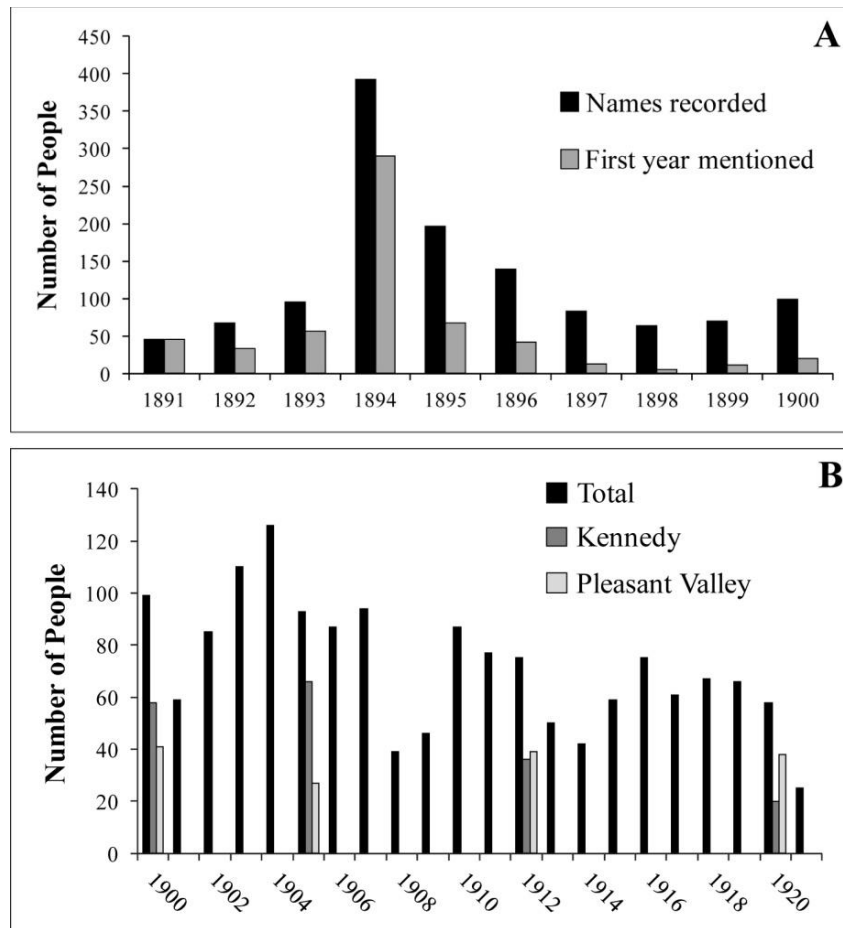 A
Number of People
450
400
350
300
250
200
150
100
50
0
Names recorded
First year mentioned
1891 1892 1893 1894 1895 1896 1897 1898 1899 1900
B
Number of People
140
120
100
80
60
40
20
0
Total
Kennedy
Pleasant Valley
1900 1902 1904 1906 1908 1910 1912 1914 1916 1918 1920